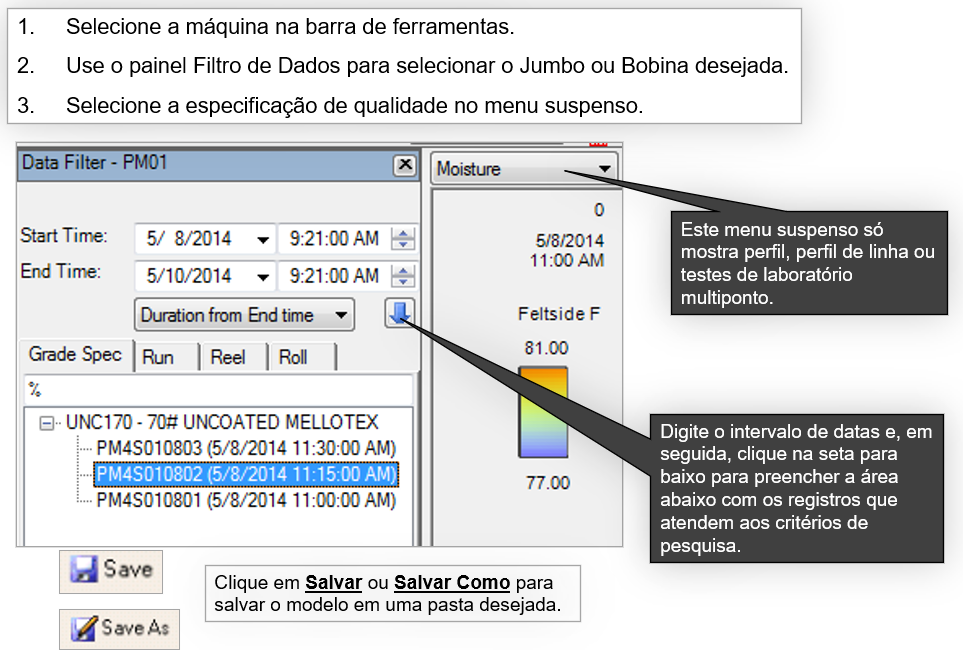 1. Selecione a máquina na barra de ferramentas.
2. Use o painel Filtro de Dados para selecionar o Jumbo ou Bobina desejada.
3. Selecione a especificação de qualidade no menu suspenso.
Data Filter - PM01
Start Time: 5/ 8/2014 9:21:00 AM
End Time: 5/10/2014 9:21:00 AM
Duration from End time
Grade Spec Run Reel Roll
%
UNC170 - 70# UNCOATED MELLOTEX
PM4S010803 (5/8/2014 11:30:00 AM)
PM4S010802 (5/8/2014 11:15:00 AM)
PM4S010801 (5/8/2014 11:00:00 AM)
Moisture
0
5/8/2014
11:00 AM
Feltside F
81.00
77.00
Este menu suspenso só
mostra perfil, perfil de linha ou
testes de laboratório
multiponto.
Digite o intervalo de datas e, em
seguida, clique na seta para
baixo para preencher a área
abaixo com os registros que
atendem aos critérios de
pesquisa.
Save
Save As
Clique em Salvar ou Salvar Como para
salvar o modelo em uma pasta desejada.